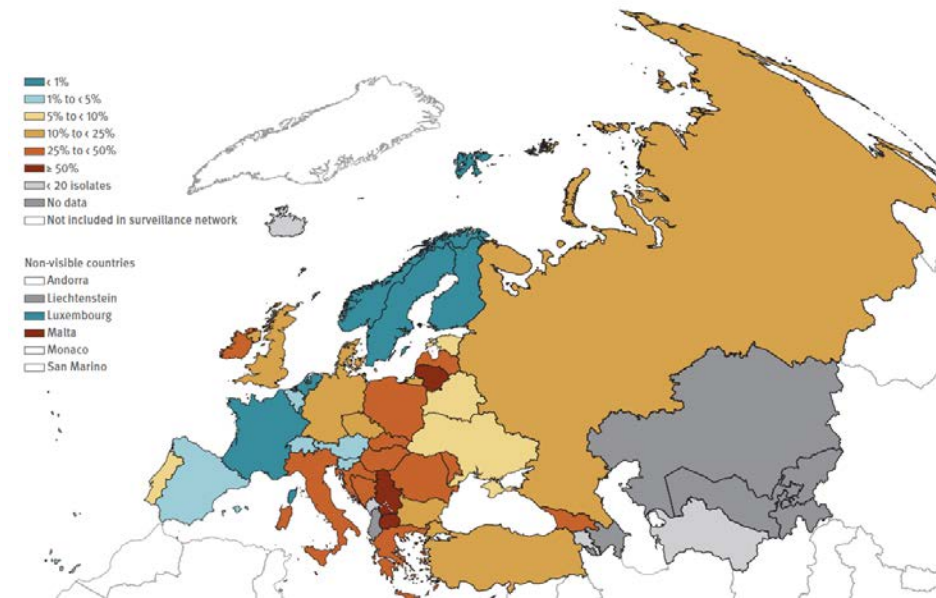 < 1%
1% to < 5%
5% to < 10%
10% to < 25%
25% to < 50%
≥ 50%
< 20 isolates
No data
Not included in surveillance network
Non-visible countries
Andorra
Liechtenstein
Luxembourg
Malta
Monaco
San Marino